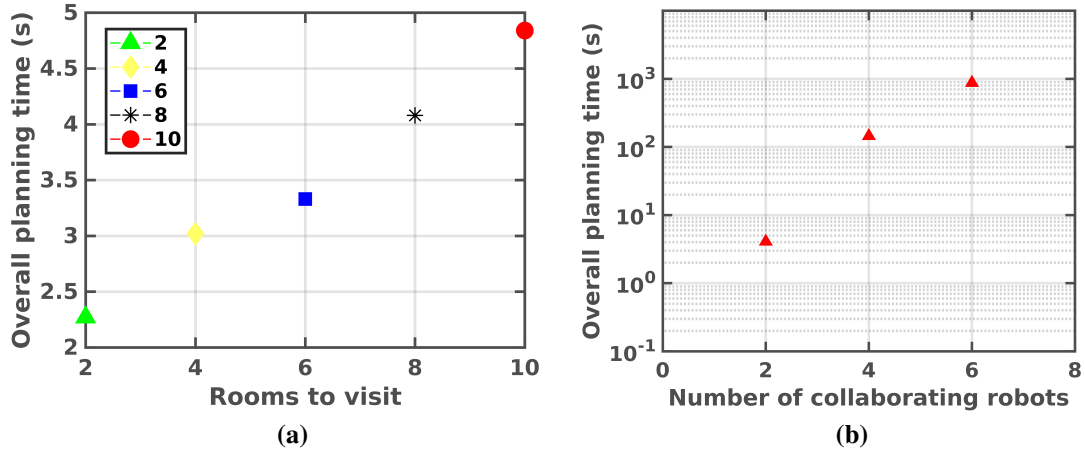 Overall planning time (s)
5
4.5
4
3.5
3
2.5
2
2
4
6
8
10
2 4 6 8 10
Rooms to visit
(a)
Overall planning time (s)
10^3
10^2
10^1
10^0
10^-1
0 2 4 6 8
Number of collaborating robots
(b)